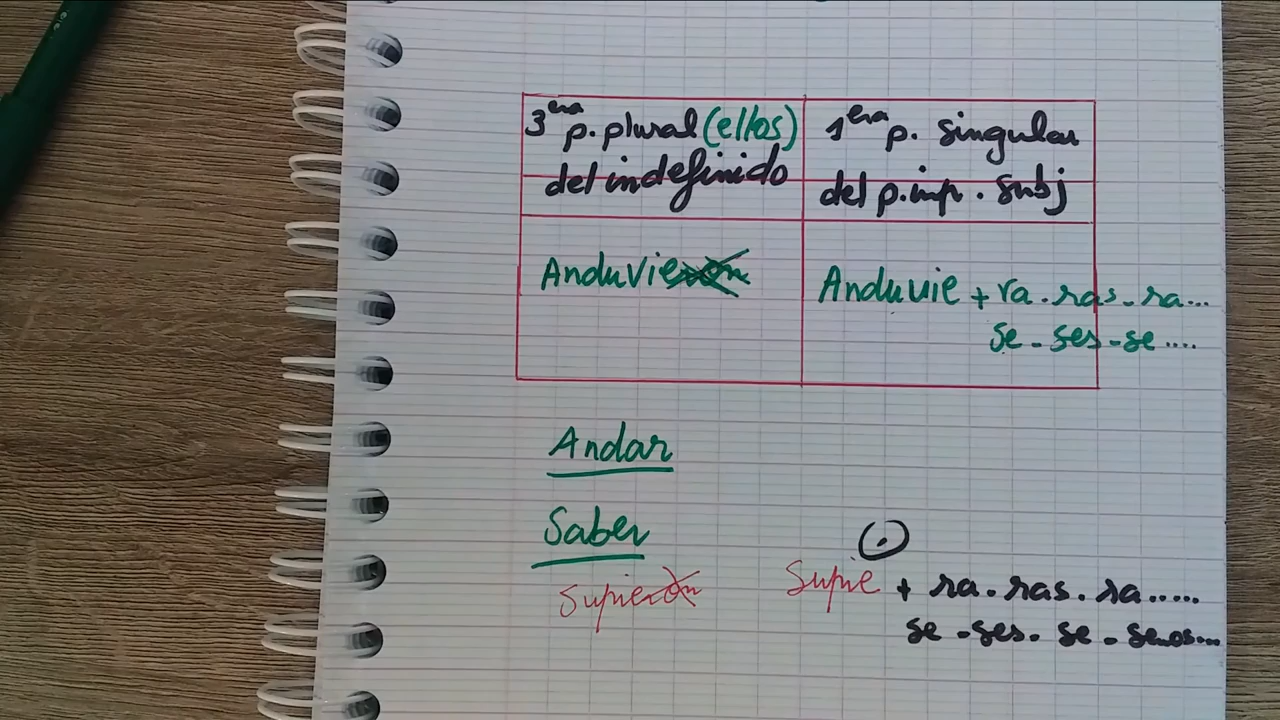 3era p. plural (ellos)
del indefinido
1era p. singular
del p. imp. subj
Anduvieron
Anduvie + ra. ras. ra...
se - ses - se ....
Andar
Saber
Supieron
Supie + ra. ras. ra.....
se - ses. se - semos...